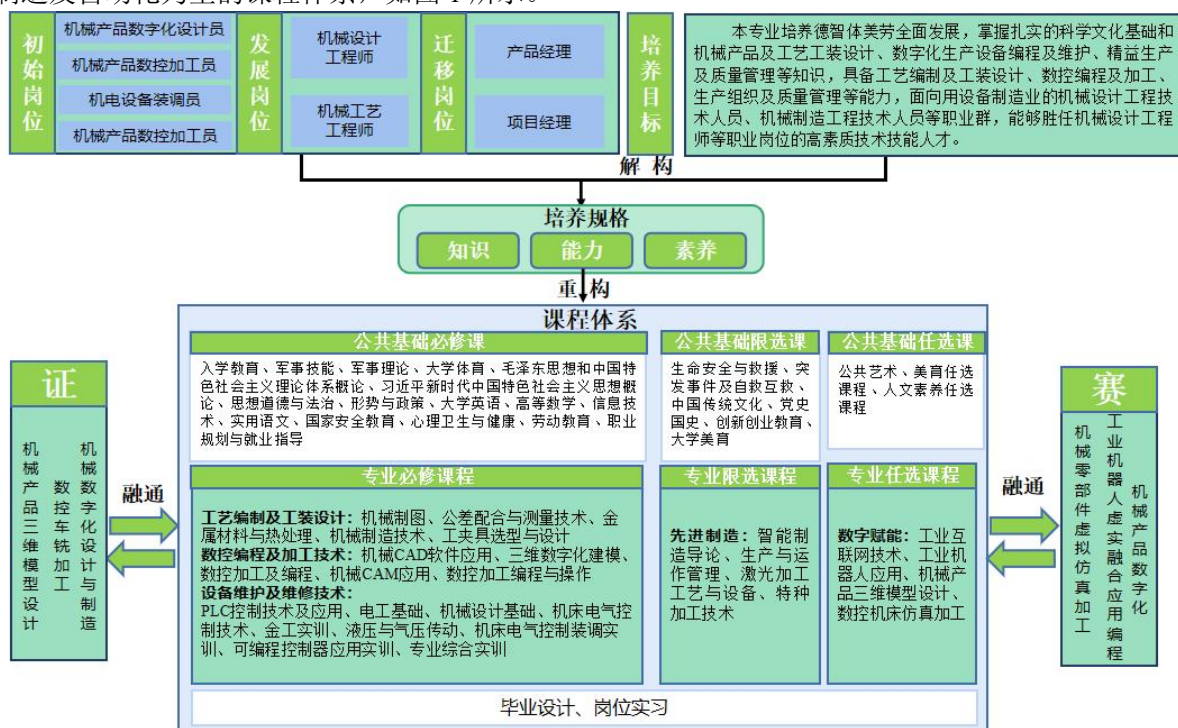 制造及自动化为主的课程体系，如图1所示。
初始岗位
机械产品数字化设计员
机械产品数控加工员
机电设备装调员
机械产品数控加工员
发展岗位
机械设计
工程师
机械工艺
工程师
迁移岗位
产品经理
项目经理
培养目标
本专业培养德智体美劳全面发展，掌握扎实的科学文化基础和
机械产品及工艺工装设计、数字化生产设备编程及维护、精益生产
及质量管理等知识，具备工艺编制及工装设计、数控编程及加工、
生产组织及质量管理等能力，面向用设备制造业的机械设计工程技
术人员、机械制造工程技术人员等职业群，能够胜任机械设计工程
师等职业岗位的高素质技术技能人才。
解 构
培养规格
知识
能力
素养
重 构
课程体系
公共基础必修课
入学教育、军事技能、军事理论、大学体育、毛泽东思想和中国特
色社会主义理论体系概论、习近平新时代中国特色社会主义思想概
论、思想道德与法治、形势与政策、大学英语、高等数学、信息技
术、实用语文、国家安全教育、心理卫生与健康、劳动教育、职业
规划与就业指导
公共基础限选课
生命安全与救援、突
发事件及自救互救、
中国传统文化、党史
国史、创新创业教育、
大学美育
公共基础任选课
公共艺术、美育任选
课程、人文素养任选
课程
专业必修课程
工艺编制及工装设计：机械制图、公差配合与测量技术、金
属材料与热处理、机械制造技术、工夹具选型与设计
数控编程及加工技术：机械CAD软件应用、三维数字化建模、
数控加工及编程、机械CAM应用、数控加工编程与操作
设备维护及维修技术：
PLC控制技术及应用、电工基础、机械设计基础、机床电气控
制技术、金工实训、液压与气压传动、机床电气控制装调实
训、可编程控制器应用实训、专业综合实训
专业限选课程
先进制造：智能制
造导论、生产与运
作管理、激光加工
工艺与设备、特种
加工技术
专业任选课程
数字赋能：工业互
联网技术、工业机
器人应用、机械产
品三维模型设计、
数控机床仿真加工
毕业设计、岗位实习
证
机械数字化设计与制造
数控车铣加工
机械产品三维模型设计
融通
融通
赛
机械产品数字化
工业机器人虚实融合应用编程
机械零部件虚拟仿真加工